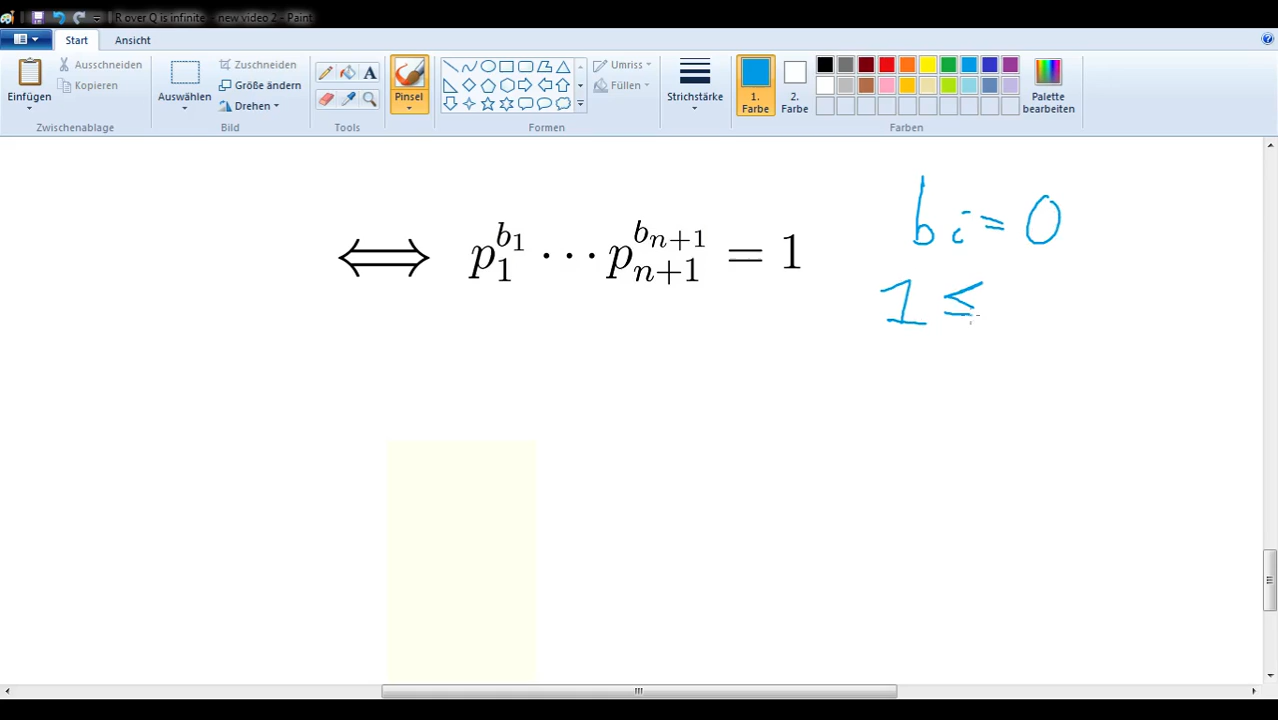 R over Q is infinite - new video 2 - Paint
Start Ansicht
Einfügen
Ausschneiden
Kopieren
Zwischenablage
Auswählen
Zuschneiden
Größe ändern
Drehen
Bild
Pinsel
Tools
Umriss
Füllen
Formen
Strichstärke
1.
Farbe
2.
Farbe
Palette
bearbeiten
Farben
⟺ p_1^{b_1} ⋯ p_{n+1}^{b_{n+1}} = 1
b i = 0
1 ≤